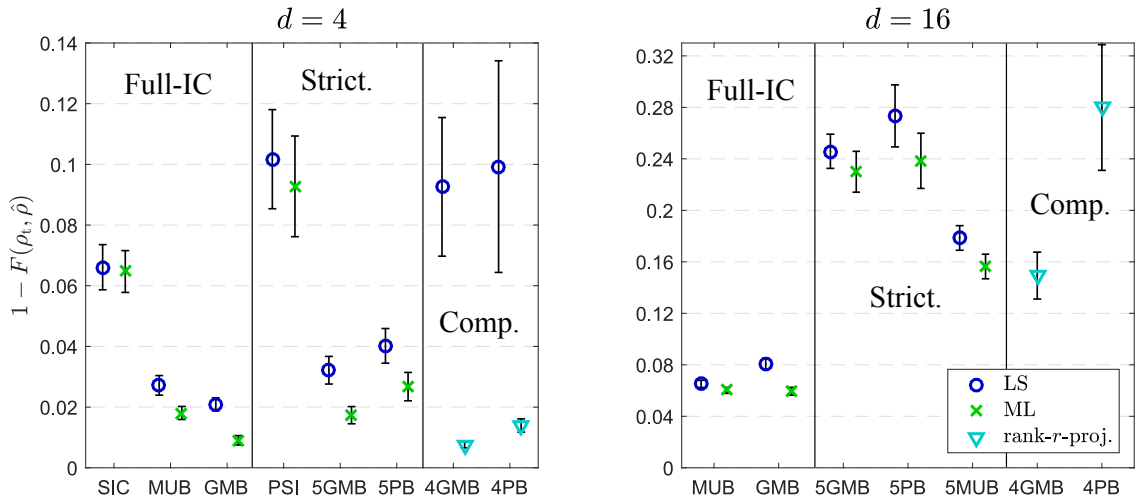 d = 4
1 − F(ρt, ρ̂)
0.14
0.12
0.1
0.08
0.06
0.04
0.02
0
Full-IC
Strict.
Comp.
SIC MUB GMB PSI 5GMB 5PB 4GMB 4PB
d = 16
0.32
0.28
0.24
0.2
0.16
0.12
0.08
0.04
0
Full-IC
Strict.
Comp.
LS
ML
rank-r-proj.
MUB GMB 5GMB 5PB 5MUB 4GMB 4PB